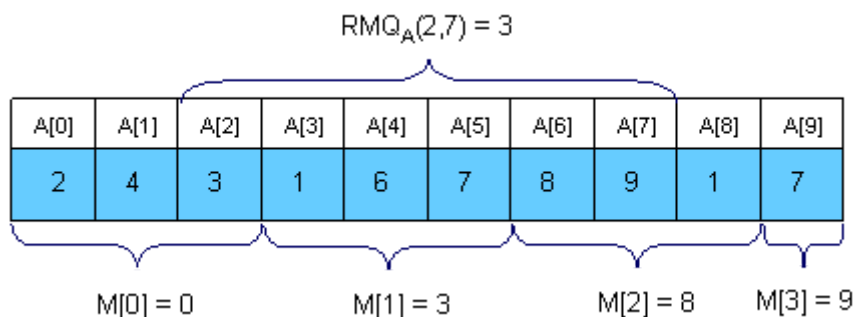 RMQA(2,7) = 3
A[0] A[1] A[2] A[3] A[4] A[5] A[6] A[7] A[8] A[9]
2 4 3 1 6 7 8 9 1 7
M[0] = 0 M[1] = 3 M[2] = 8 M[3] = 9